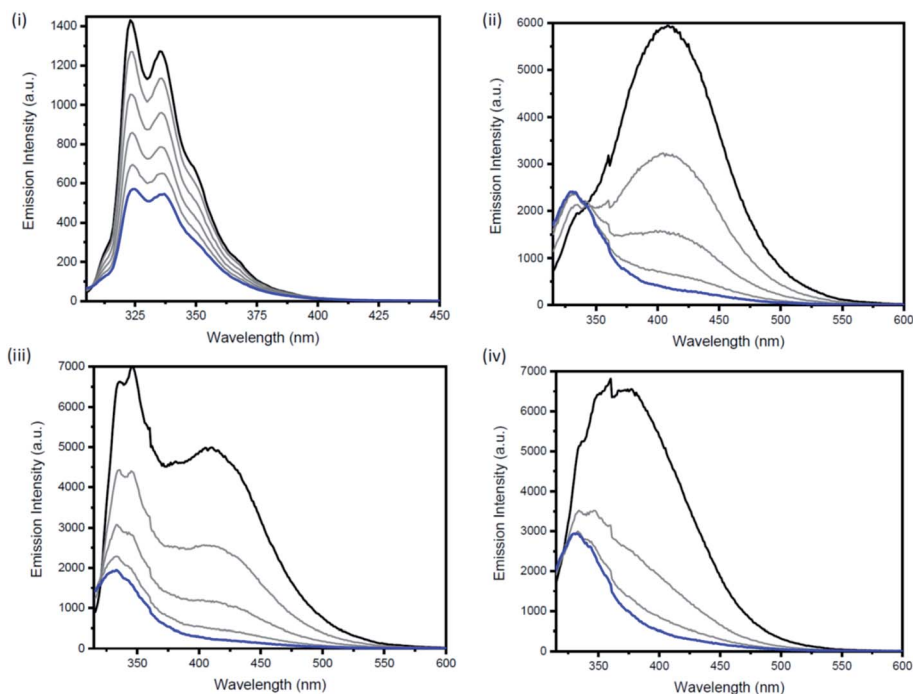 (i)
1400
1200
1000
800
600
400
200
0
325 350 375 400 425 450
Wavelength (nm)
Emission Intensity (a.u.)
(ii)
6000
5000
4000
3000
2000
1000
0
350 400 450 500 550 600
Wavelength (nm)
Emission Intensity (a.u.)
(iii)
7000
6000
5000
4000
3000
2000
1000
0
350 400 450 500 550 600
Wavelength (nm)
Emission Intensity (a.u.)
(iv)
7000
6000
5000
4000
3000
2000
1000
0
350 400 450 500 550 600
Wavelength (nm)
Emission Intensity (a.u.)